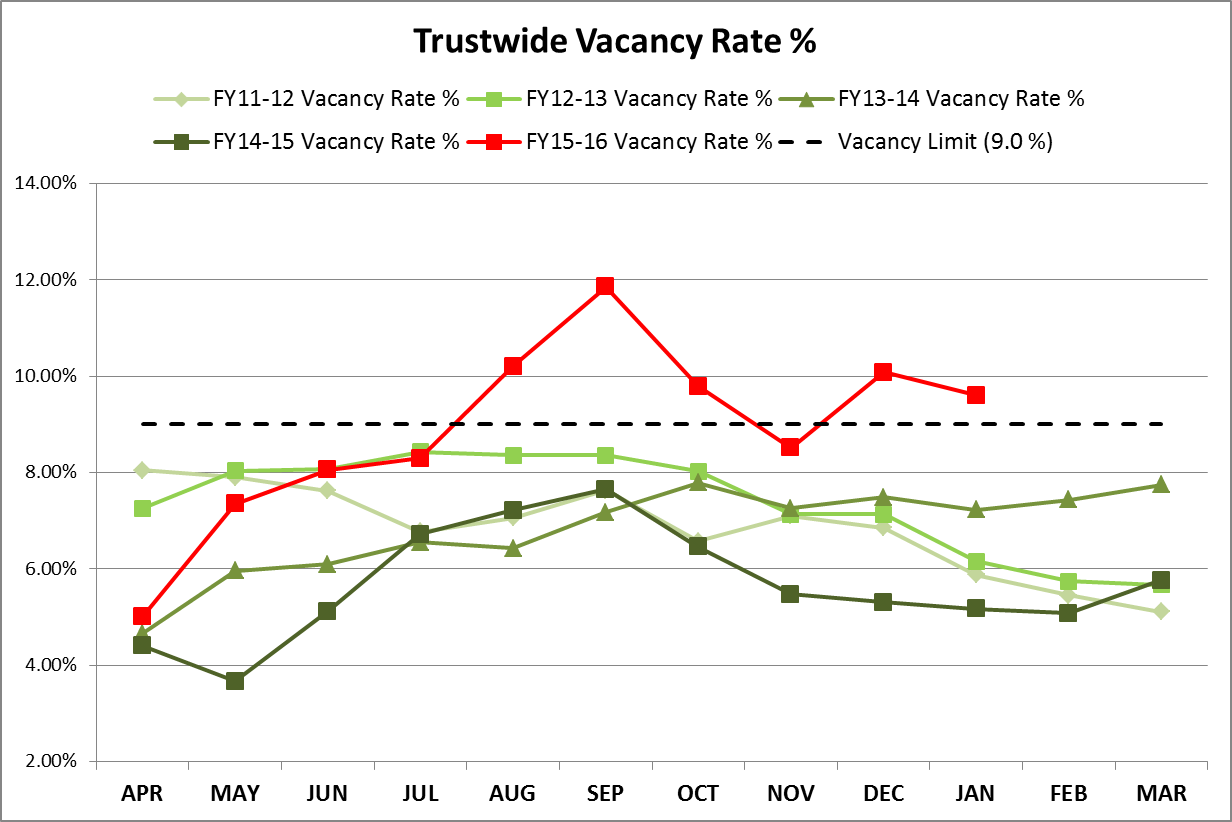 Trustwide Vacancy Rate %
FY11-12 Vacancy Rate % FY12-13 Vacancy Rate % FY13-14 Vacancy Rate %
FY14-15 Vacancy Rate % FY15-16 Vacancy Rate % Vacancy Limit (9.0 %)
14.00%
12.00%
10.00%
8.00%
6.00%
4.00%
2.00%
APR MAY JUN JUL AUG SEP OCT NOV DEC JAN FEB MAR